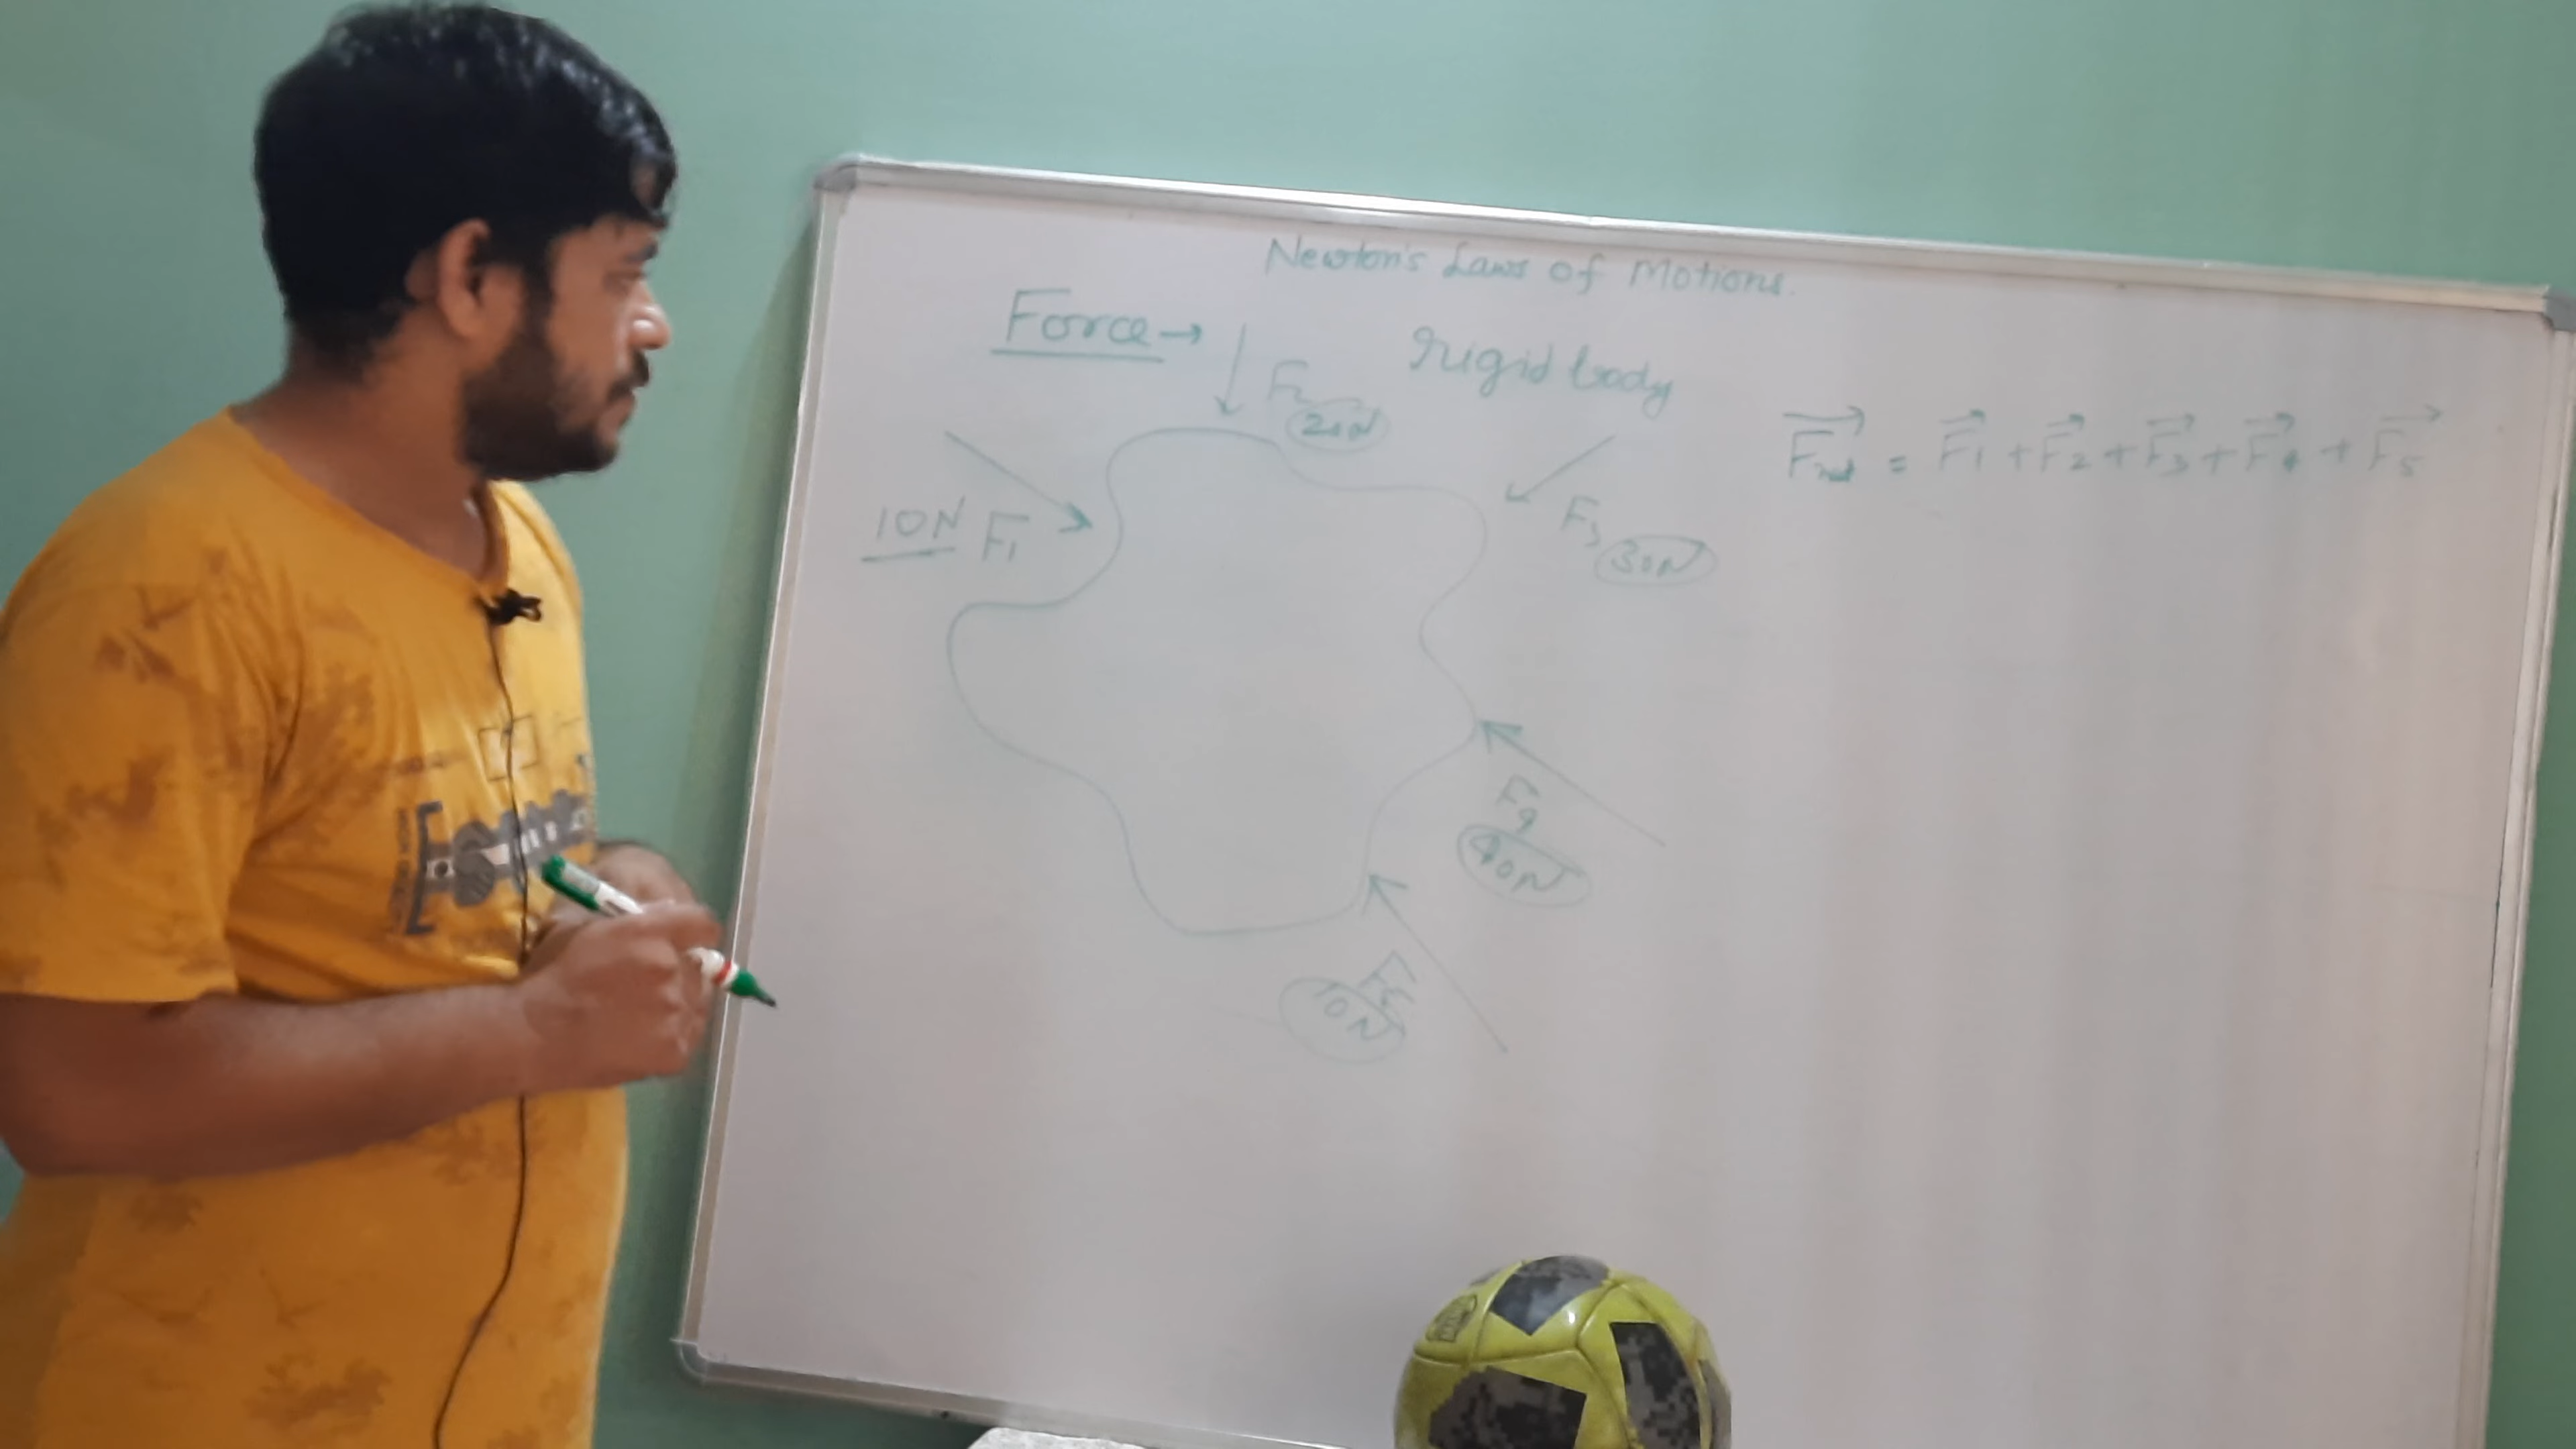 Newton's Laws of Motions.
Force →
rigid body
F2
20N
10N F1
F3
30N
Fnet = F1 + F2 + F3 + F4 + F5
F4
40N
F5
10N